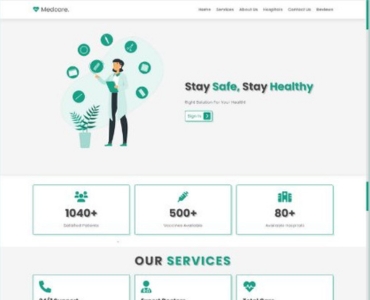 Medcare.
Home Services About Us Hospitals Contact Us Reviews
Stay Safe, Stay Healthy
Right Solution For Your Health!
Sign In
1040+
Satisfied Patients
500+
Vaccines Available
80+
Available Hospitals
OUR SERVICES
24/7 Support
Expert Doctors
Total Care